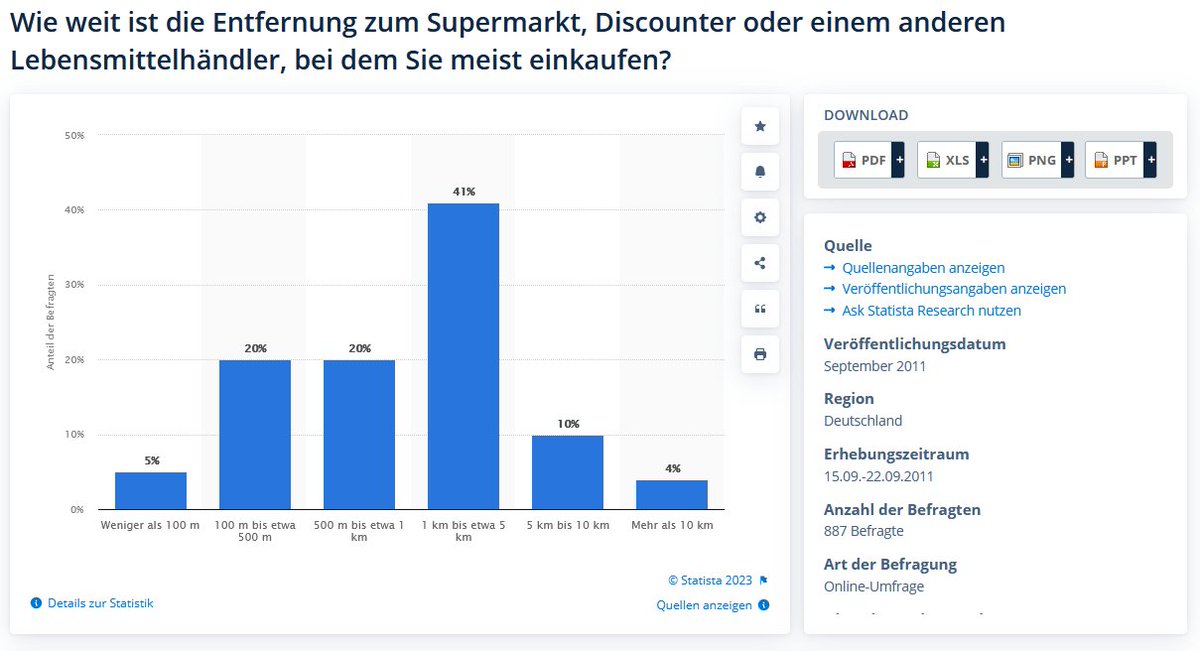 Wie weit ist die Entfernung zum Supermarkt, Discounter oder einem anderen
Lebensmittelhändler, bei dem Sie meist einkaufen?
50%
40%
30%
20%
10%
0%
Anteil der Befragten
5%
20%
20%
41%
10%
4%
Weniger als 100 m
100 m bis etwa
500 m
500 m bis etwa 1
km
1 km bis etwa 5
km
5 km bis 10 km
Mehr als 10 km
© Statista 2023
Details zur Statistik
Quellen anzeigen
DOWNLOAD
PDF +
XLS +
PNG +
PPT +
Quelle
→ Quellenangaben anzeigen
→ Veröffentlichungsangaben anzeigen
→ Ask Statista Research nutzen
Veröffentlichungsdatum
September 2011
Region
Deutschland
Erhebungszeitraum
15.09.-22.09.2011
Anzahl der Befragten
887 Befragte
Art der Befragung
Online-Umfrage